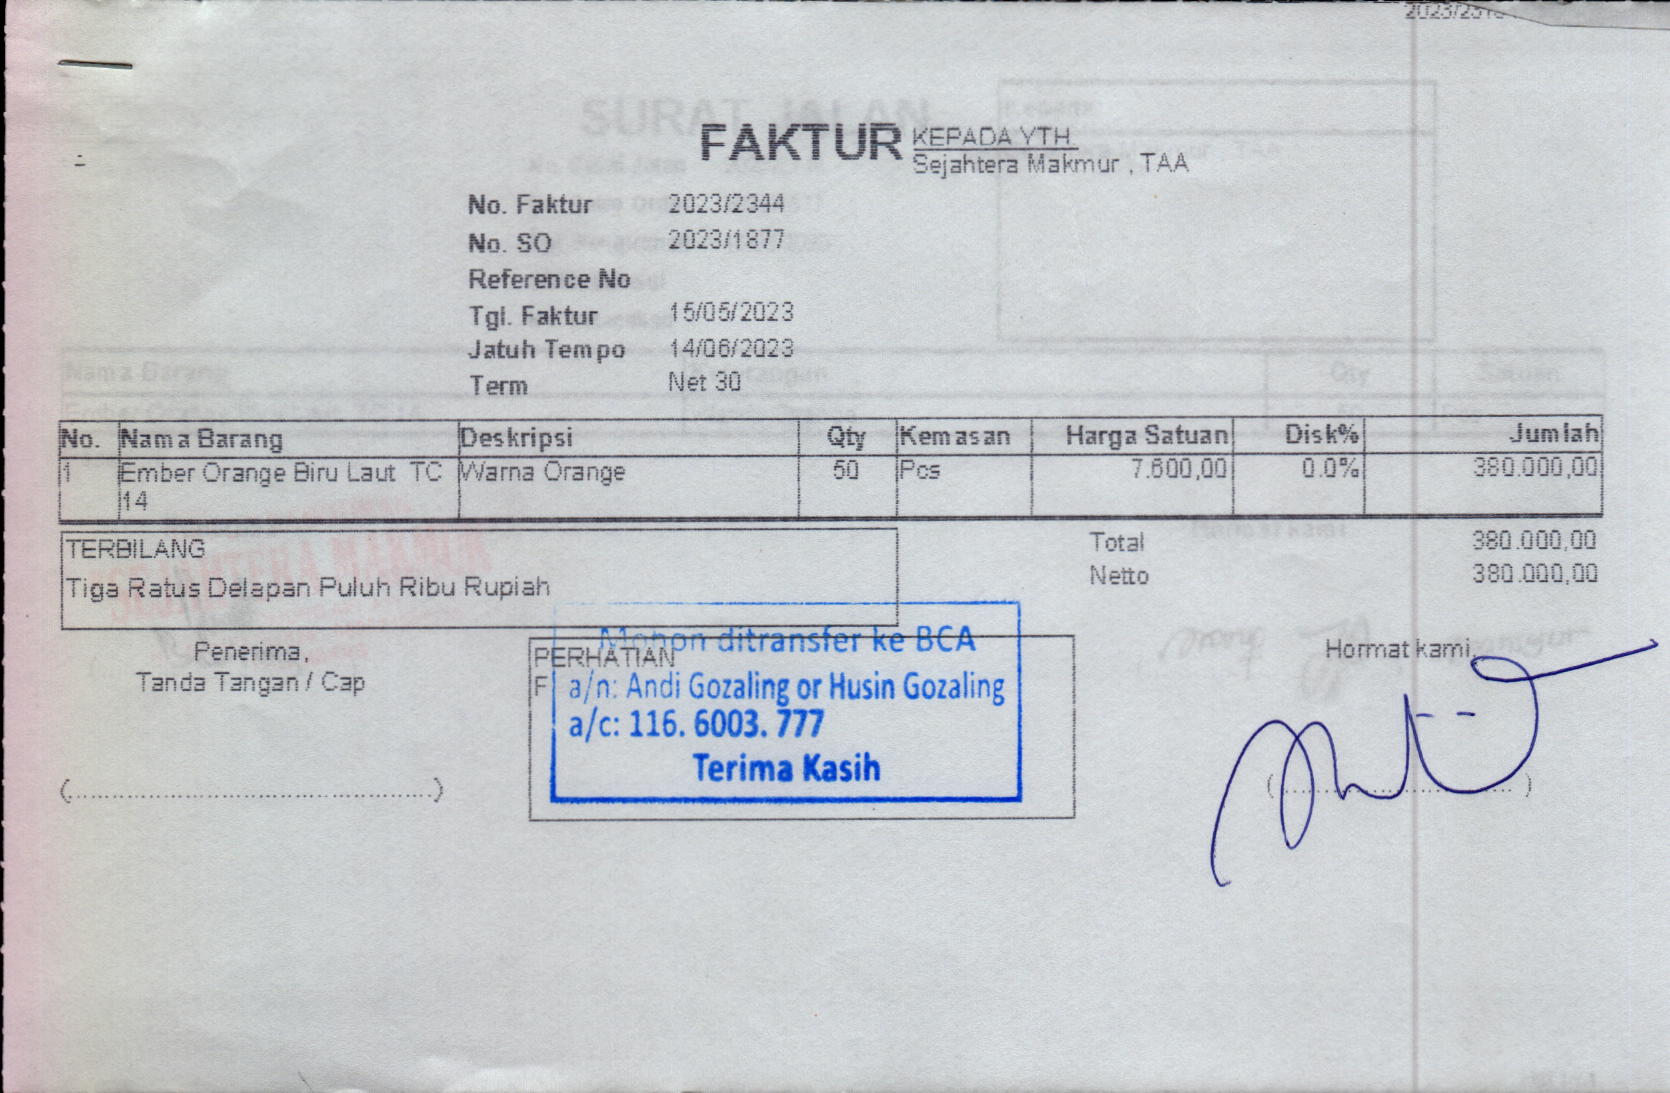 FAKTUR
KEPADA YTH.
Sejahtera Makmur , TAA
No. Faktur 2023/2344
No. SO 2023/1877
Reference No
Tgl. Faktur 15/05/2023
Jatuh Tempo 14/06/2023
Term Net 30
No. Nama Barang Deskripsi Qty Kemasan Harga Satuan Disk% Jumlah
1 Ember Orange Biru Laut TC 14 Warna Orange 50 Pcs 7.600,00 0.0% 380.000,00
TERBILANG
Tiga Ratus Delapan Puluh Ribu Rupiah
Total 380.000,00
Netto 380.000,00
Penerima,
Tanda Tangan / Cap
PERHATIAN
F
Mohon ditransfer ke BCA
a/n: Andi Gozaling or Husin Gozaling
a/c: 116. 6003. 777
Terima Kasih
Hormat kami,